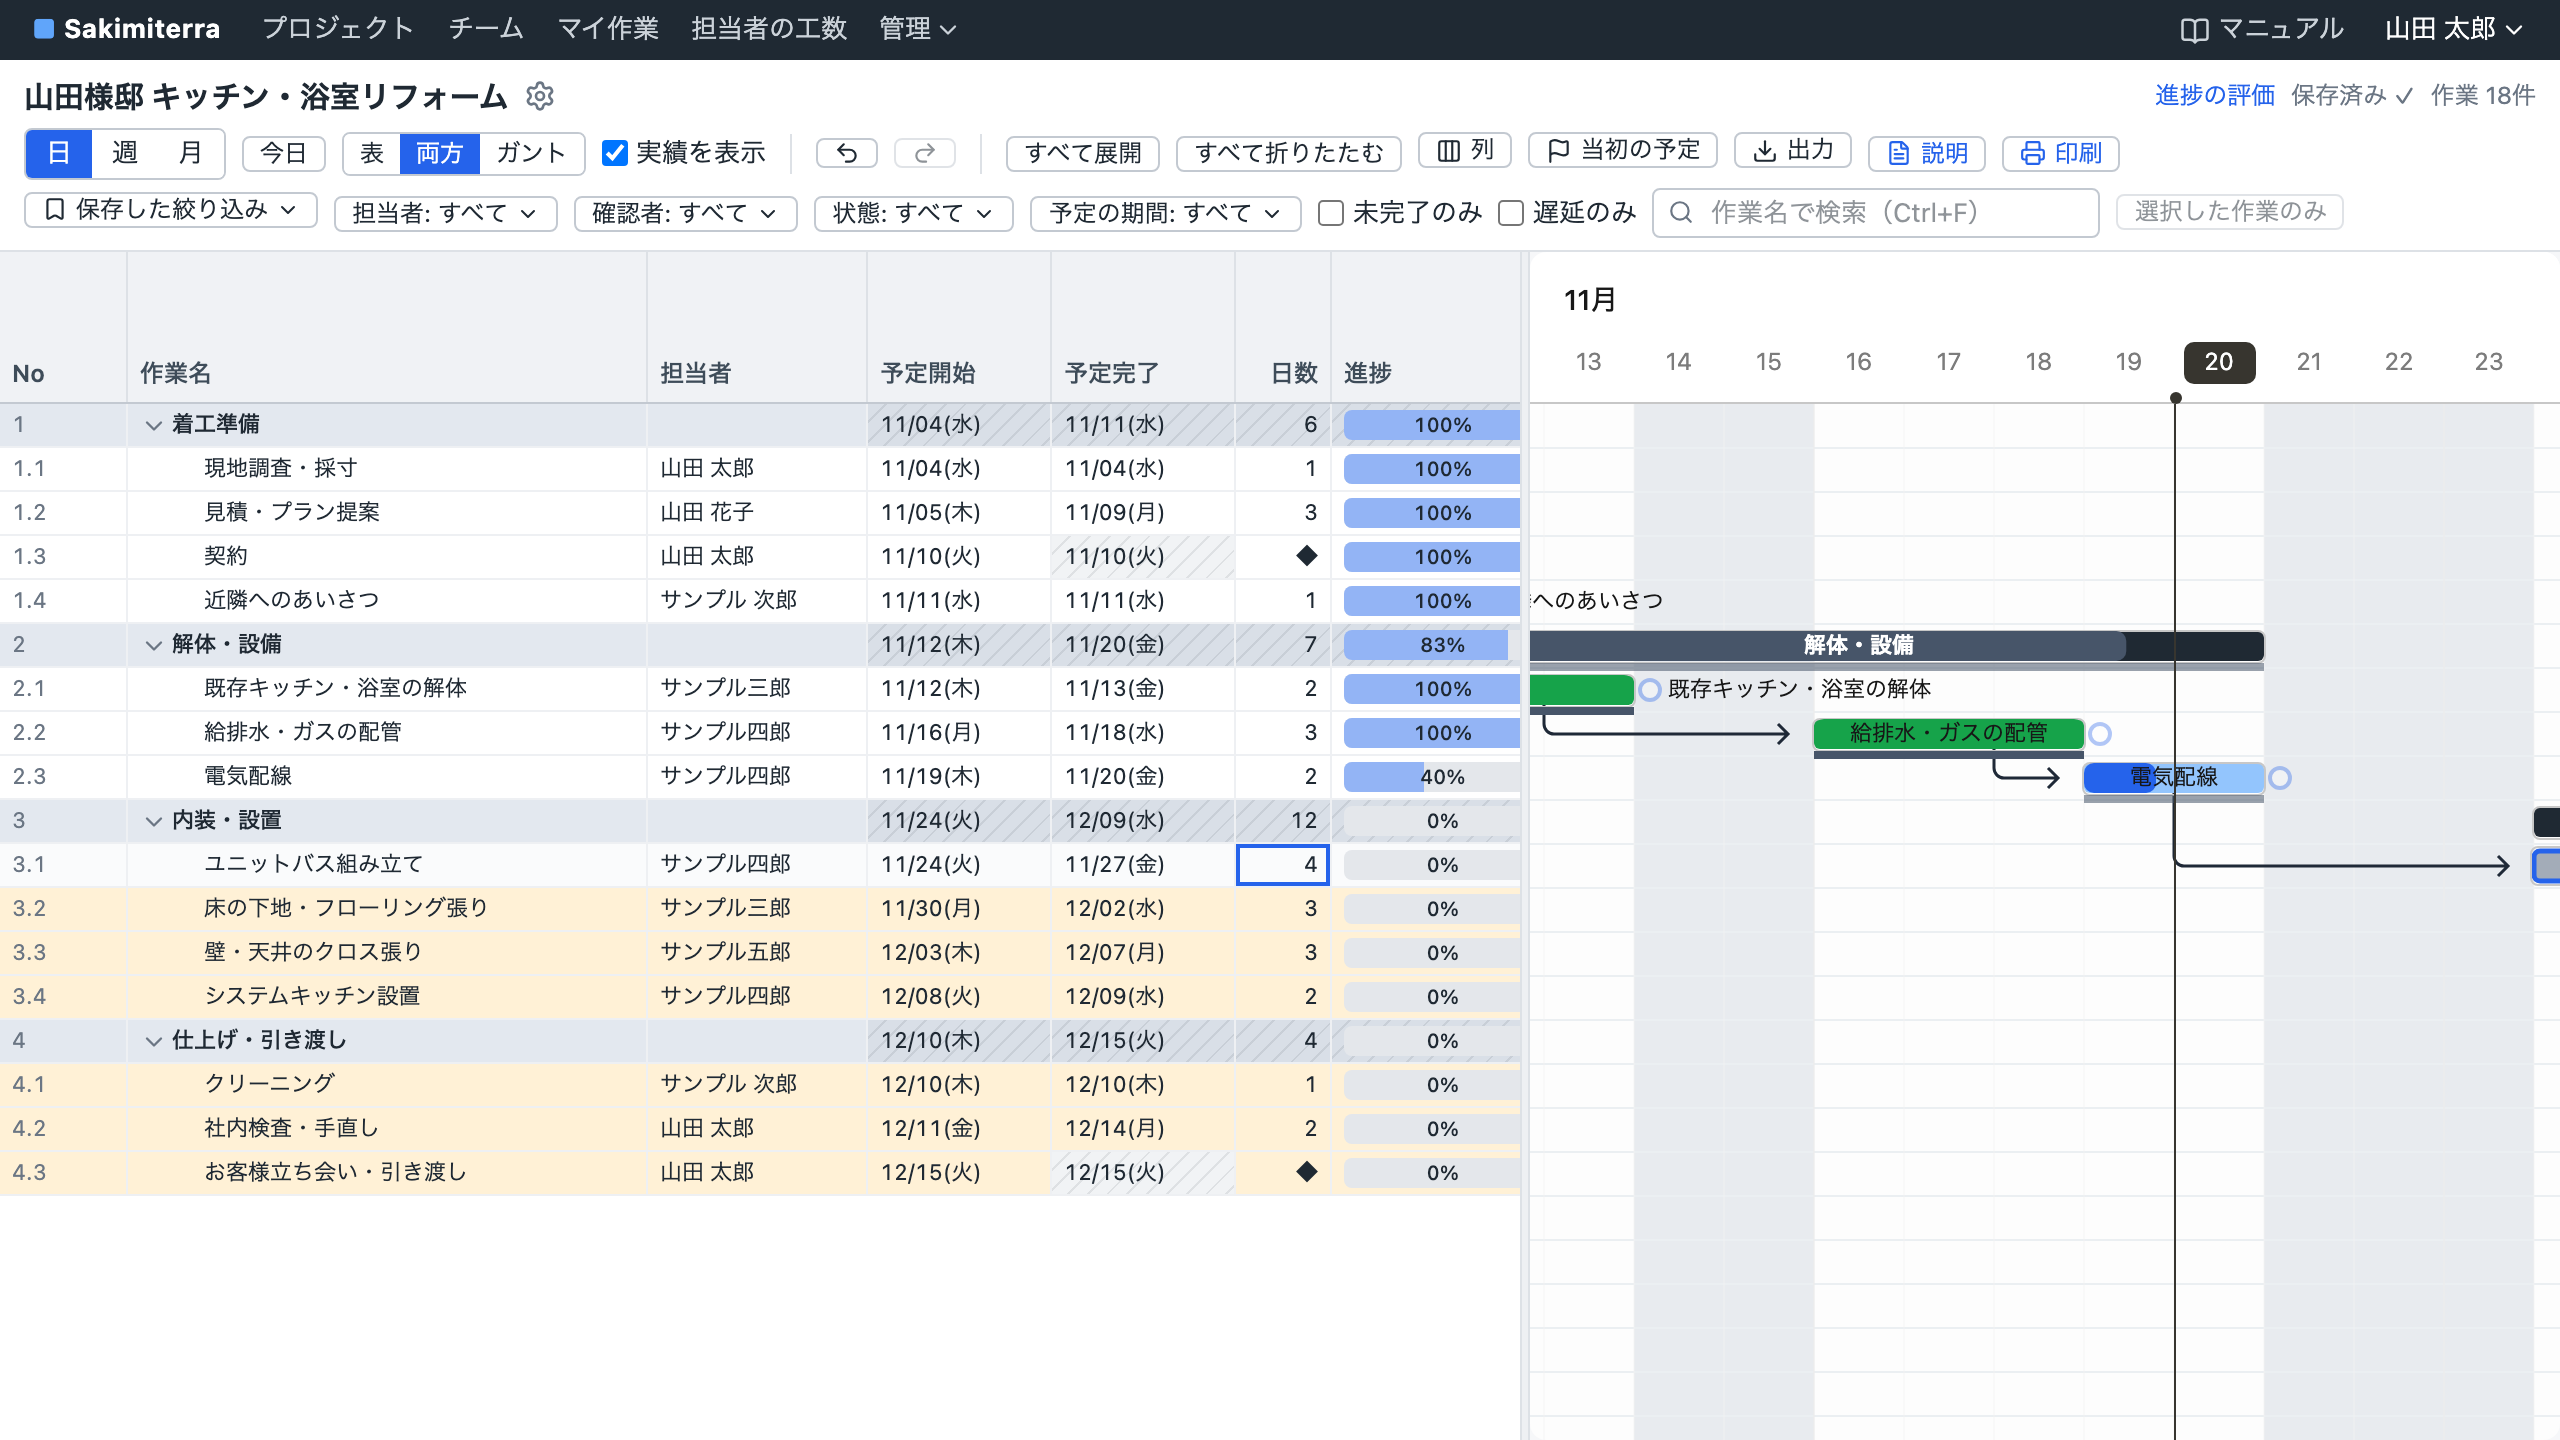 Sakimiterra プロジェクト チーム マイ作業 担当者の工数 管理 マニュアル 山田 太郎
山田様邸 キッチン・浴室リフォーム 進捗の評価 保存済み 作業 18件
日 週 月 今日 表 両方 ガント 実績を表示 すべて展開 すべて折りたたむ 列 当初の予定 出力 説明 印刷
保存した絞り込み 担当者: すべて 確認者: すべて 状態: すべて 予定の期間: すべて 未完了のみ 遅延のみ 作業名で検索（Ctrl+F） 選択した作業のみ
11月
No 作業名 担当者 予定開始 予定完了 日数 進捗 13 14 15 16 17 18 19 20 21 22 23
1 着工準備 11/04(水) 11/11(水) 6 100%
1.1 現地調査・採寸 山田 太郎 11/04(水) 11/04(水) 1 100%
1.2 見積・プラン提案 山田 花子 11/05(木) 11/09(月) 3 100%
1.3 契約 山田 太郎 11/10(火) 11/10(火) ◆ 100%
1.4 近隣へのあいさつ サンプル 次郎 11/11(水) 11/11(水) 1 100% へのあいさつ
2 解体・設備 11/12(木) 11/20(金) 7 83% 解体・設備
2.1 既存キッチン・浴室の解体 サンプル三郎 11/12(木) 11/13(金) 2 100% 既存キッチン・浴室の解体
2.2 給排水・ガスの配管 サンプル四郎 11/16(月) 11/18(水) 3 100% 給排水・ガスの配管
2.3 電気配線 サンプル四郎 11/19(木) 11/20(金) 2 40% 電気配線
3 内装・設置 11/24(火) 12/09(水) 12 0%
3.1 ユニットバス組み立て サンプル四郎 11/24(火) 11/27(金) 4 0%
3.2 床の下地・フローリング張り サンプル三郎 11/30(月) 12/02(水) 3 0%
3.3 壁・天井のクロス張り サンプル五郎 12/03(木) 12/07(月) 3 0%
3.4 システムキッチン設置 サンプル四郎 12/08(火) 12/09(水) 2 0%
4 仕上げ・引き渡し 12/10(木) 12/15(火) 4 0%
4.1 クリーニング サンプル 次郎 12/10(木) 12/10(木) 1 0%
4.2 社内検査・手直し 山田 太郎 12/11(金) 12/14(月) 2 0%
4.3 お客様立ち会い・引き渡し 山田 太郎 12/15(火) 12/15(火) ◆ 0%